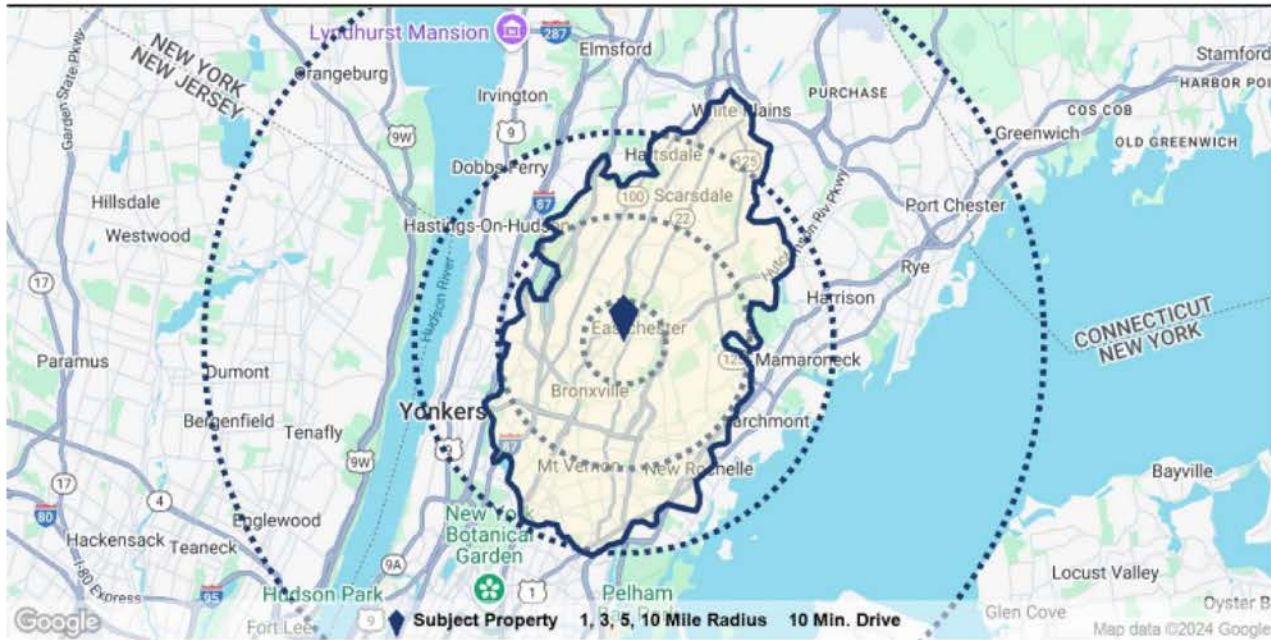 Lyndhurst Mansion
287
Elmsford
Stamford
NEW YORK
NEW JERSEY
Orangeburg
Garden State Pkwy
Irvington
White Plains
PURCHASE
HARBOR POI
COS COB
9W
9
Greenwich
OLD GREENWICH
Dobbs Ferry
Hartsdale
125
Scarsdale
100
87
22
Hillsdale
Westwood
Hastings-On-Hudson
Port Chester
Hutchinson Riv Pkwy
Rye
17
Hudson River
Harrison
Eastchester
CONNECTICUT
NEW YORK
Paramus
Dumont
125
Mamaroneck
Bronxville
Bergenfield
Yonkers
Tenafly
archmont
9
87
9W
Mt Vernon
New Rochelle
Bayville
17
4
80
Englewood
New York
Botanical
Garden
Hackensack
Teaneck
9A
I-80 Express
95
Hudson Park
1
Pelham
Locust Valley
Google
Fort Lee
9
Subject Property 1, 3, 5, 10 Mile Radius 10 Min. Drive
Glen Cove
Oyster B
Map data ©2024 Google